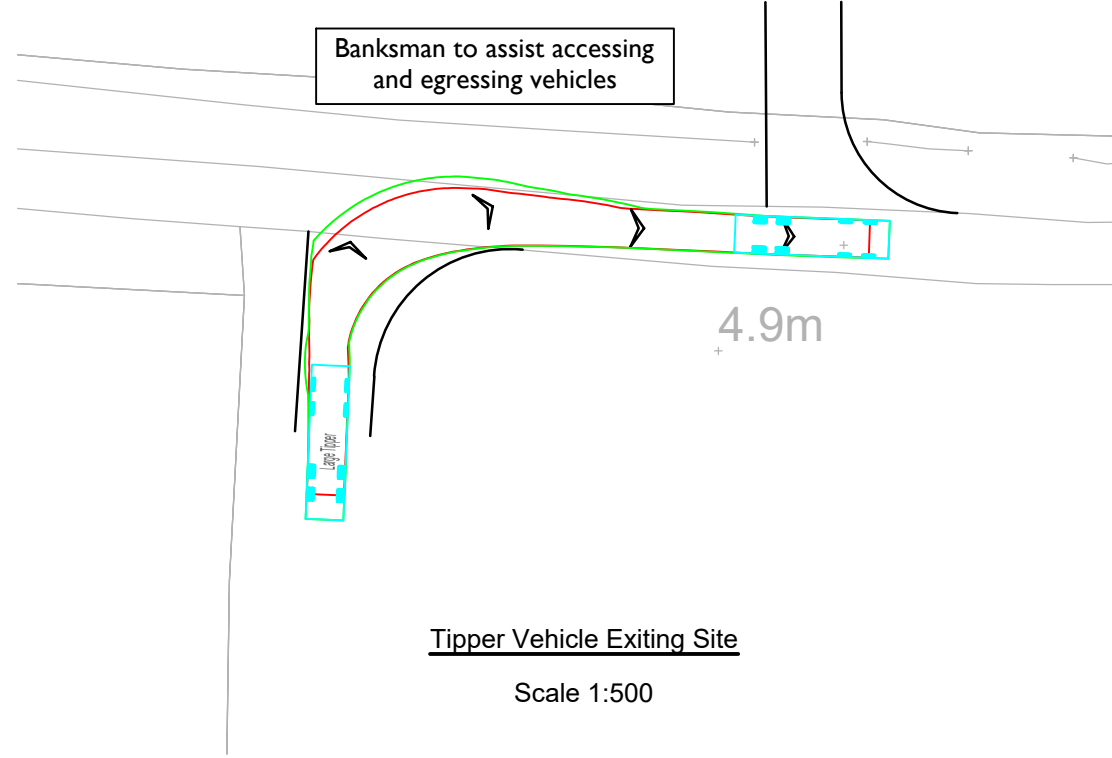 Banksman to assist accessing
and egressing vehicles
4.9m
Large Tipper
Tipper Vehicle Exiting Site
Scale 1:500